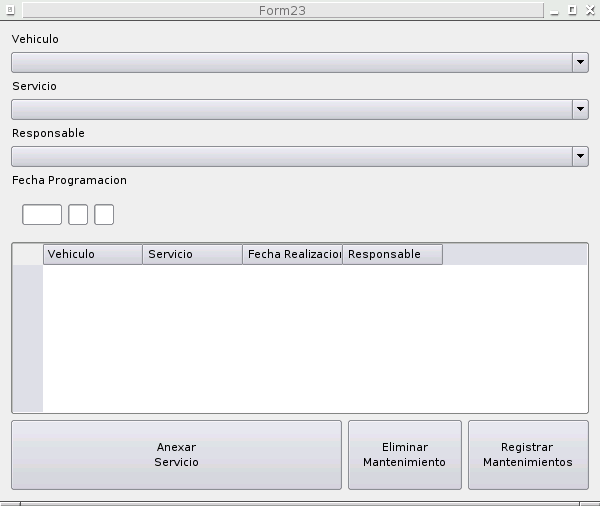 Form23
Vehiculo
Servicio
Responsable
Fecha Programacion
Vehiculo Servicio Fecha Realizacion Responsable
Anexar
Servicio
Eliminar
Mantenimiento
Registrar
Mantenimientos